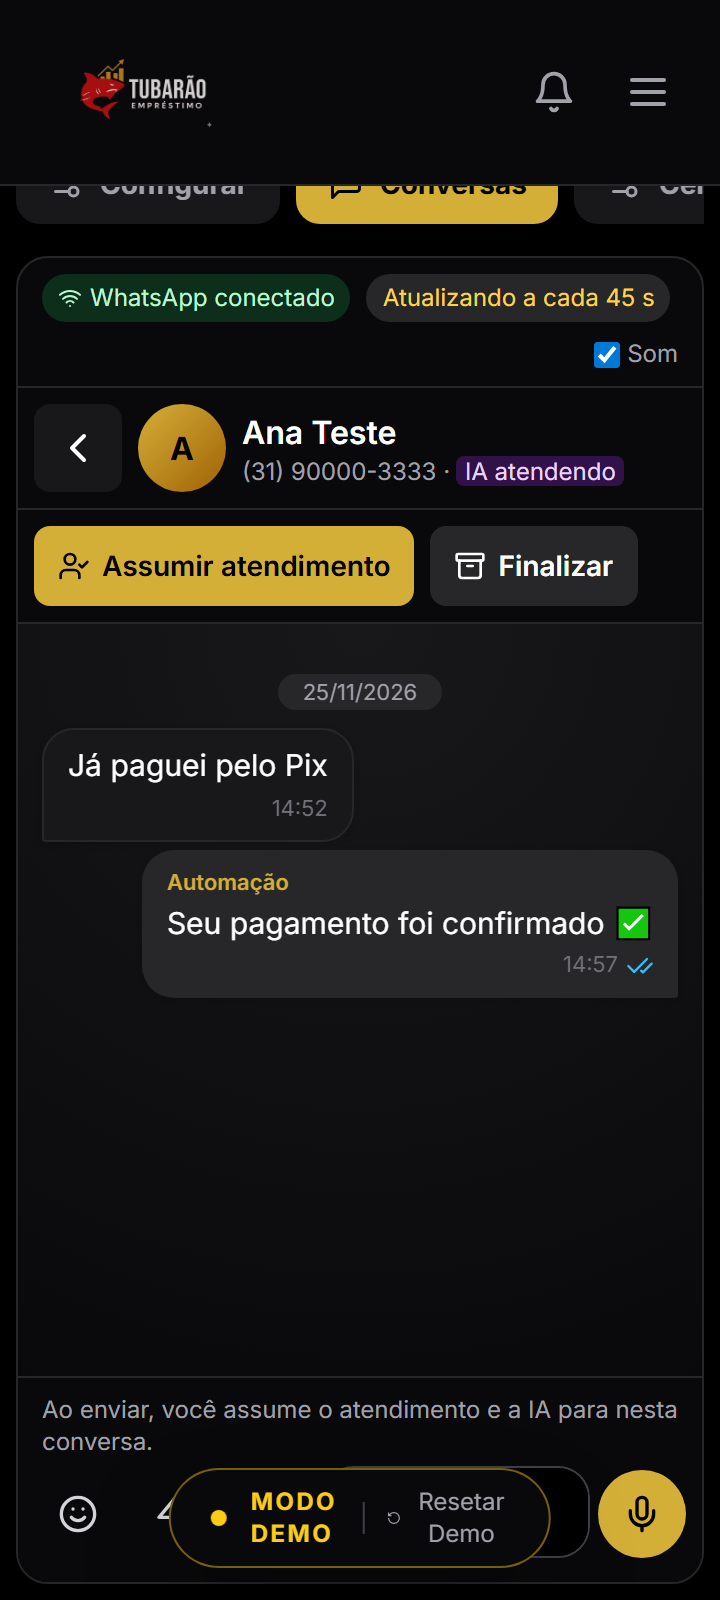 TUBARÃO
EMPRÉSTIMO
Configurar
Conversas
WhatsApp conectado
Atualizando a cada 45 s
Som
A
Ana Teste
(31) 90000-3333 · IA atendendo
Assumir atendimento
Finalizar
25/11/2026
Já paguei pelo Pix
14:52
Automação
Seu pagamento foi confirmado ✅
14:57
Ao enviar, você assume o atendimento e a IA para nesta
conversa.
MODO
DEMO
Resetar
Demo